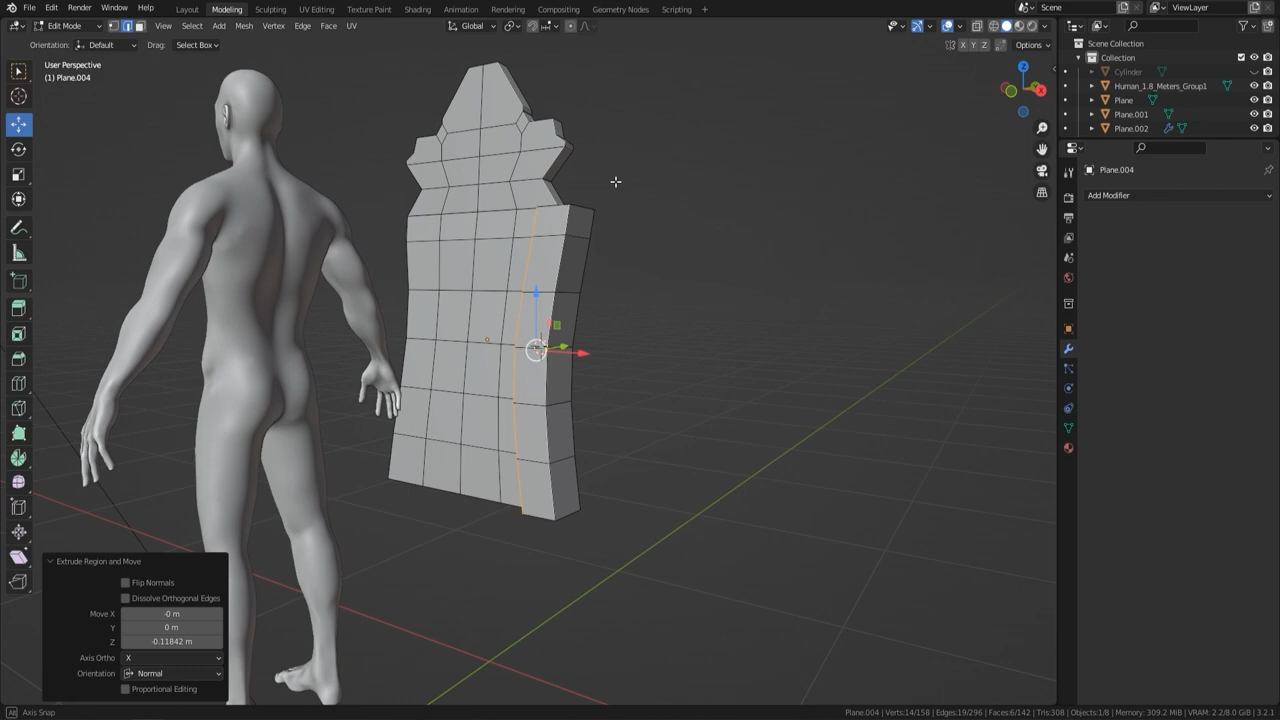 File Edit Render Window Help Layout Modeling Sculpting UV Editing Texture Paint Shading Animation Rendering Compositing Geometry Nodes Scripting + Scene ViewLayer
Edit Mode View Select Add Mesh Vertex Edge Face UV Global
Orientation: Default Drag: Select Box X Y Z Options
User Perspective
(1) Plane.004
Z
X
Scene Collection
Collection
Cylinder
Human_1.8_Meters_Group1
Plane
Plane.001
Plane.002
Plane.004
Add Modifier
Extrude Region and Move
Flip Normals
Dissolve Orthogonal Edges
Move X -0 m
Y 0 m
Z -0.11842 m
Axis Ortho X
Orientation Normal
Proportional Editing
Alt Axis Snap
Plane.004 | Verts:14/158 | Edges:19/296 | Faces:6/142 | Tris:308 | Objects:1/8 | Memory: 309.2 MiB | VRAM: 2.2/8.0 GiB | 3.2.1